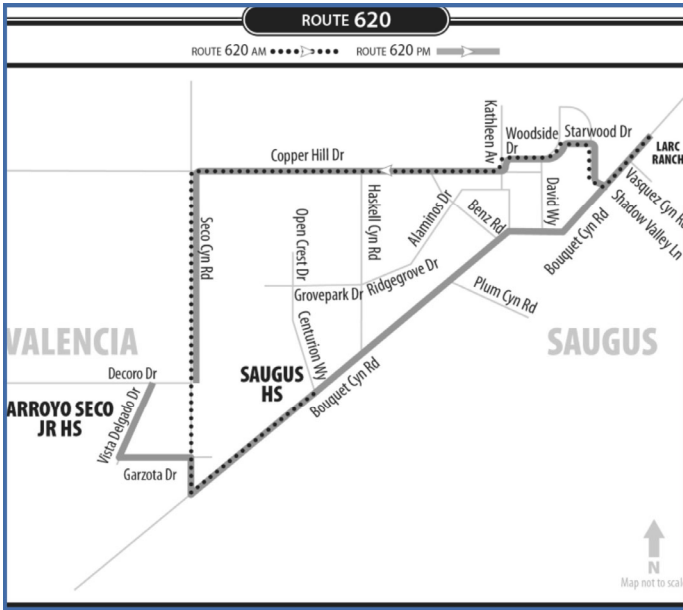 ROUTE 620
ROUTE 620 AM
ROUTE 620 PM
Kathleen Av
Woodside
Dr
Starwood Dr
LARC
RANCH
Copper Hill Dr
Vasquez Cyn R
Shadow Valley Ln
David Wy
Benz Rd
Alaminos Dr
Haskell Cyn Rd
Open Crest Dr
Seco Cyn Rd
Bouquet Cyn Rd
Ridgegrove Dr
Grovepark Dr
Plum Cyn Rd
Centurion Wy
VALENCIA
SAUGUS
SAUGUS
HS
Bouquet Cyn Rd
Decoro Dr
ARROYO SECO
JR HS
Vista Delgado Dr
Garzota Dr
N
Map not to scal